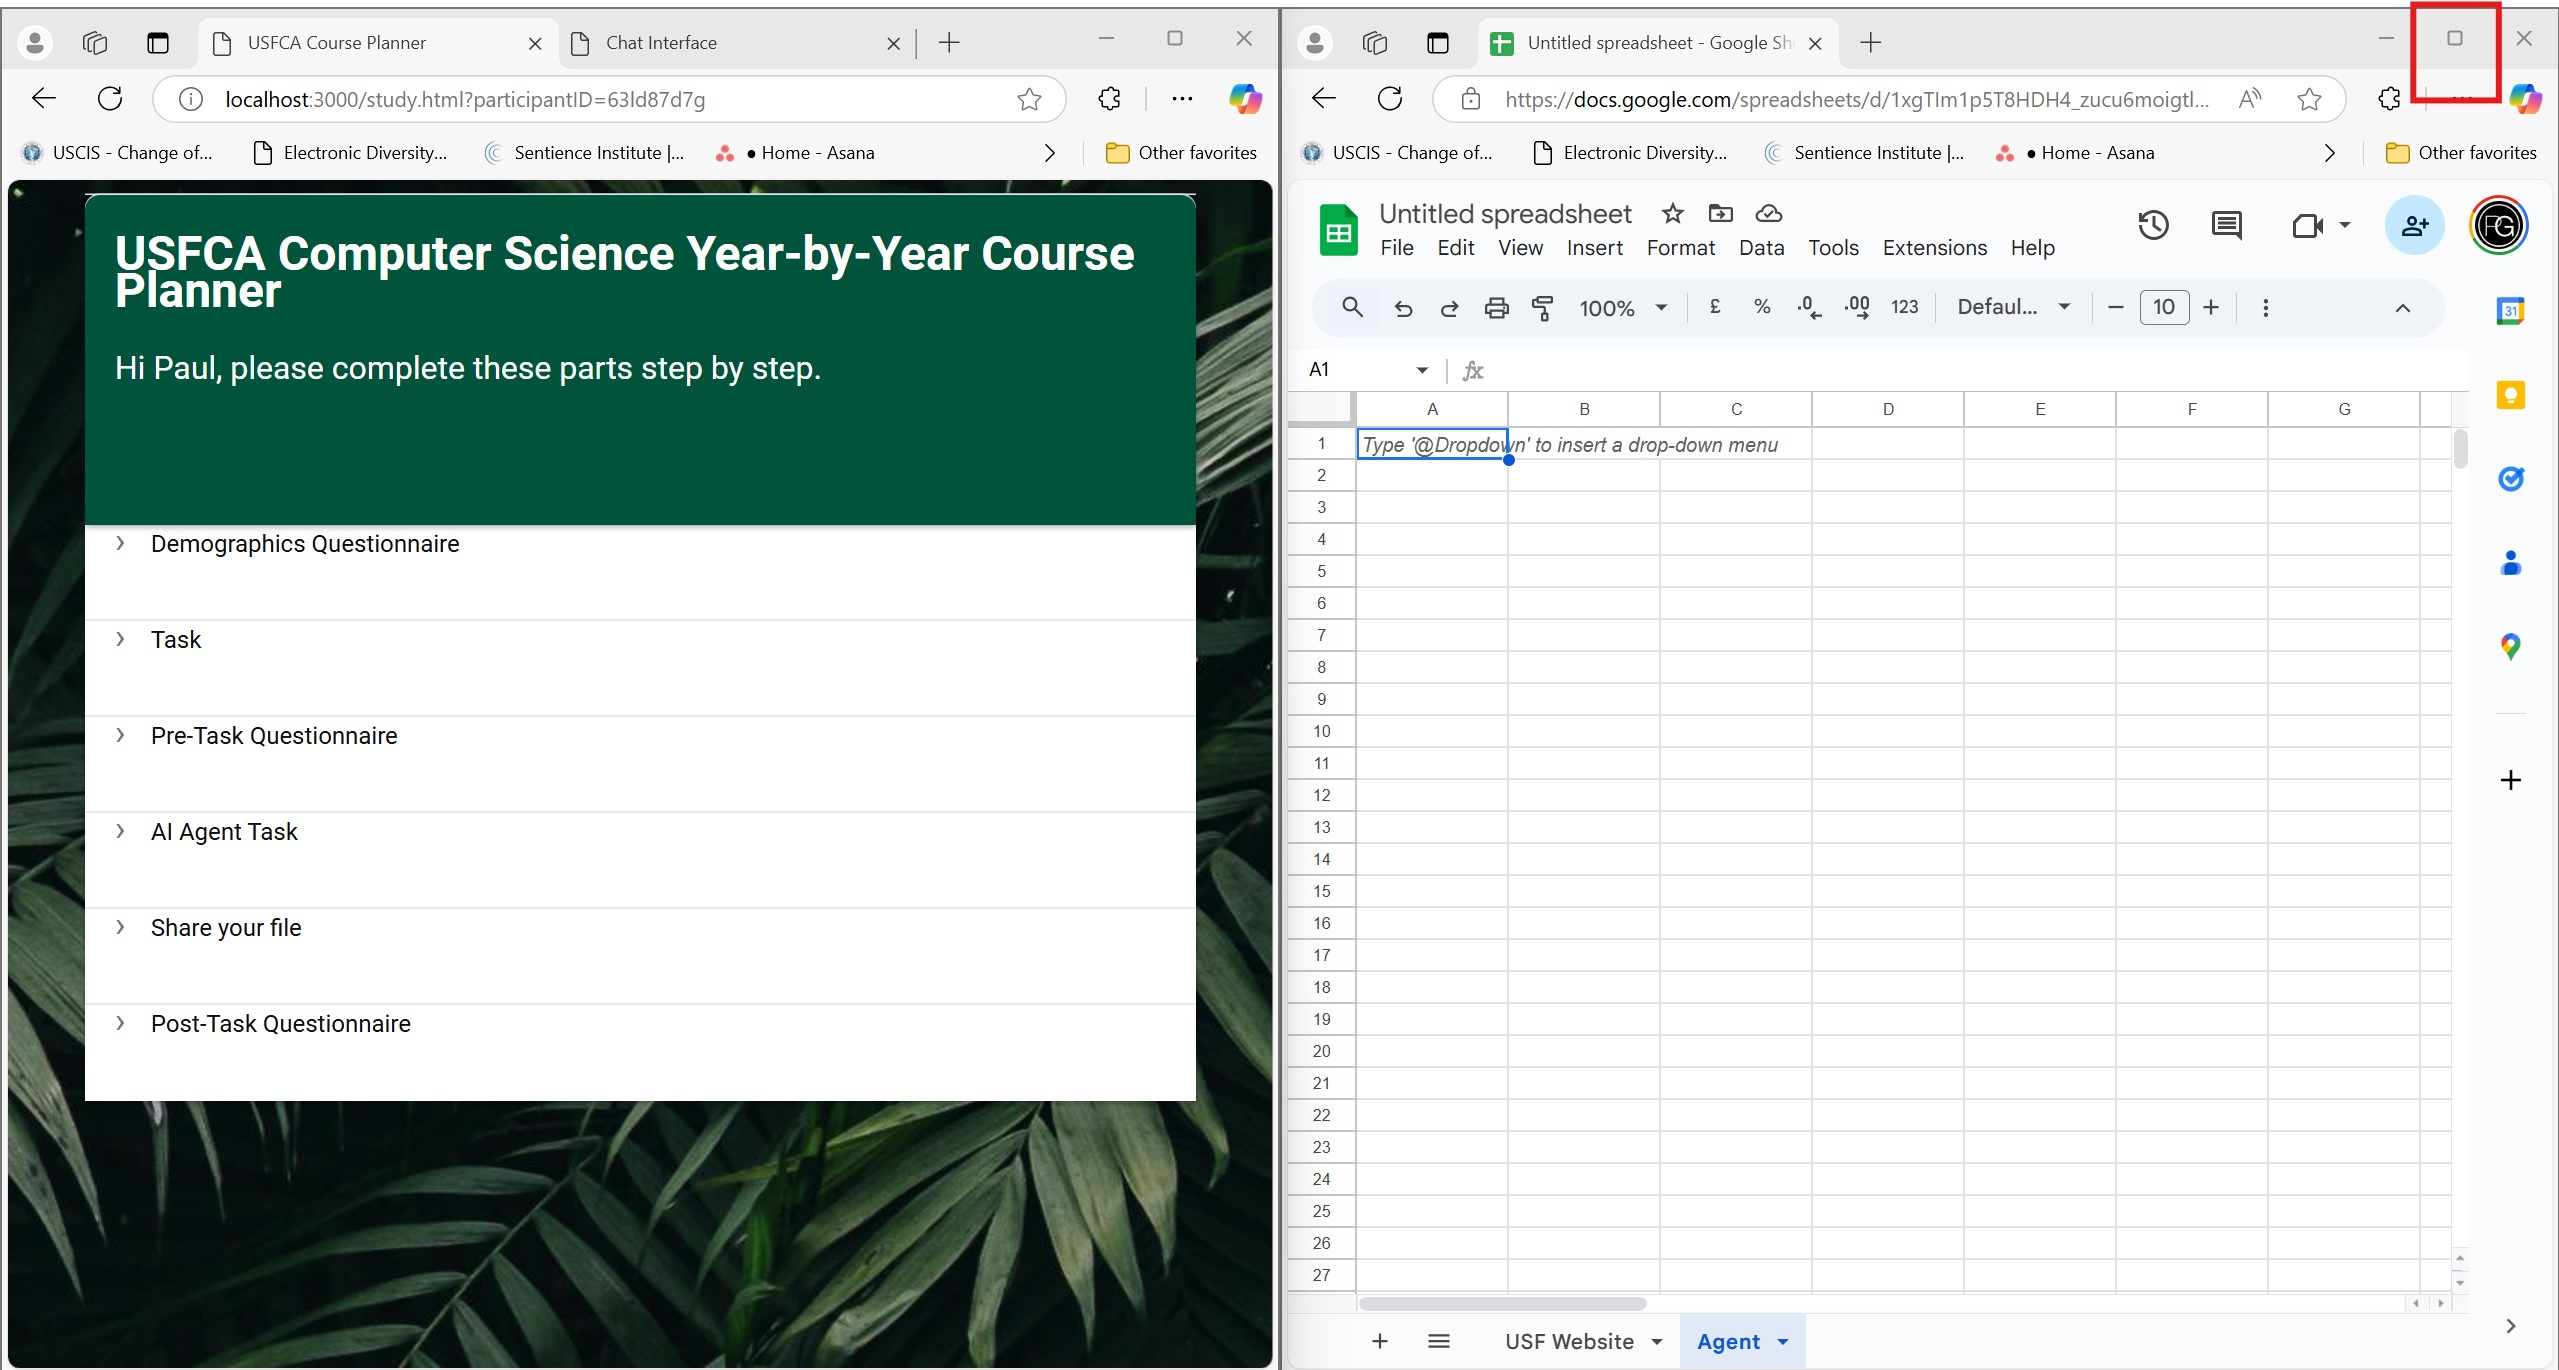 USFCA Course Planner
Chat Interface
localhost:3000/study.html?participantID=63ld87d7g
USCIS - Change of...
Electronic Diversity...
Sentience Institute |...
● Home - Asana
Other favorites
USFCA Computer Science Year-by-Year Course
Planner
Hi Paul, please complete these parts step by step.
Demographics Questionnaire
Task
Pre-Task Questionnaire
AI Agent Task
Share your file
Post-Task Questionnaire
Untitled spreadsheet - Google Sh
https://docs.google.com/spreadsheets/d/1xgTIm1p5T8HDH4_zucu6moigtl...
USCIS - Change of...
Electronic Diversity...
Sentience Institute |...
● Home - Asana
Other favorites
Untitled spreadsheet
File Edit View Insert Format Data Tools Extensions Help
PG
100% £ % .0 .00 123 Defaul... 10
31
A1 fx
A B C D E F G
1 Type '@Dropdown' to insert a drop-down menu
2
3
4
5
6
7
8
9
10
11
12
13
14
15
16
17
18
19
20
21
22
23
24
25
26
27
USF Website Agent